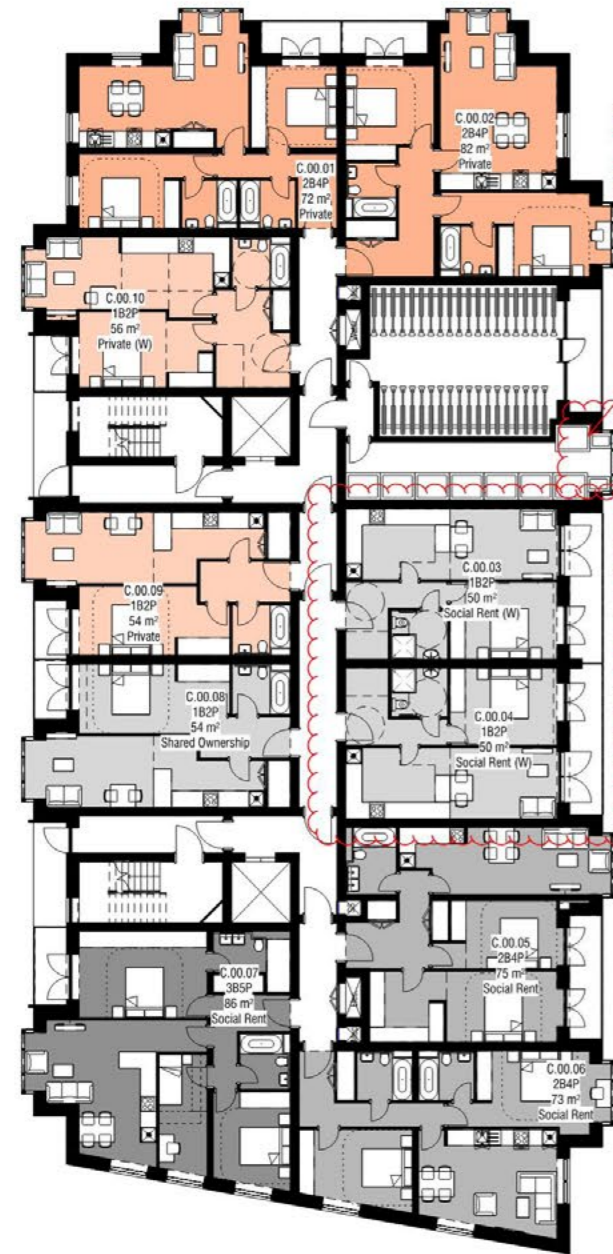 C.00.01
2B4P
72 m²
Private
C.00.02
2B4P
82 m²
Private
C.00.10
1B2P
56 m²
Private (W)
C.00.09
1B2P
54 m²
Private
C.00.03
1B2P
50 m²
Social Rent (W)
C.00.08
1B2P
54 m²
Shared Ownership
C.00.04
1B2P
50 m²
Social Rent (W)
C.00.07
3B5P
86 m²
Social Rent
C.00.05
2B4P
75 m²
Social Rent
C.00.06
2B4P
73 m²
Social Rent